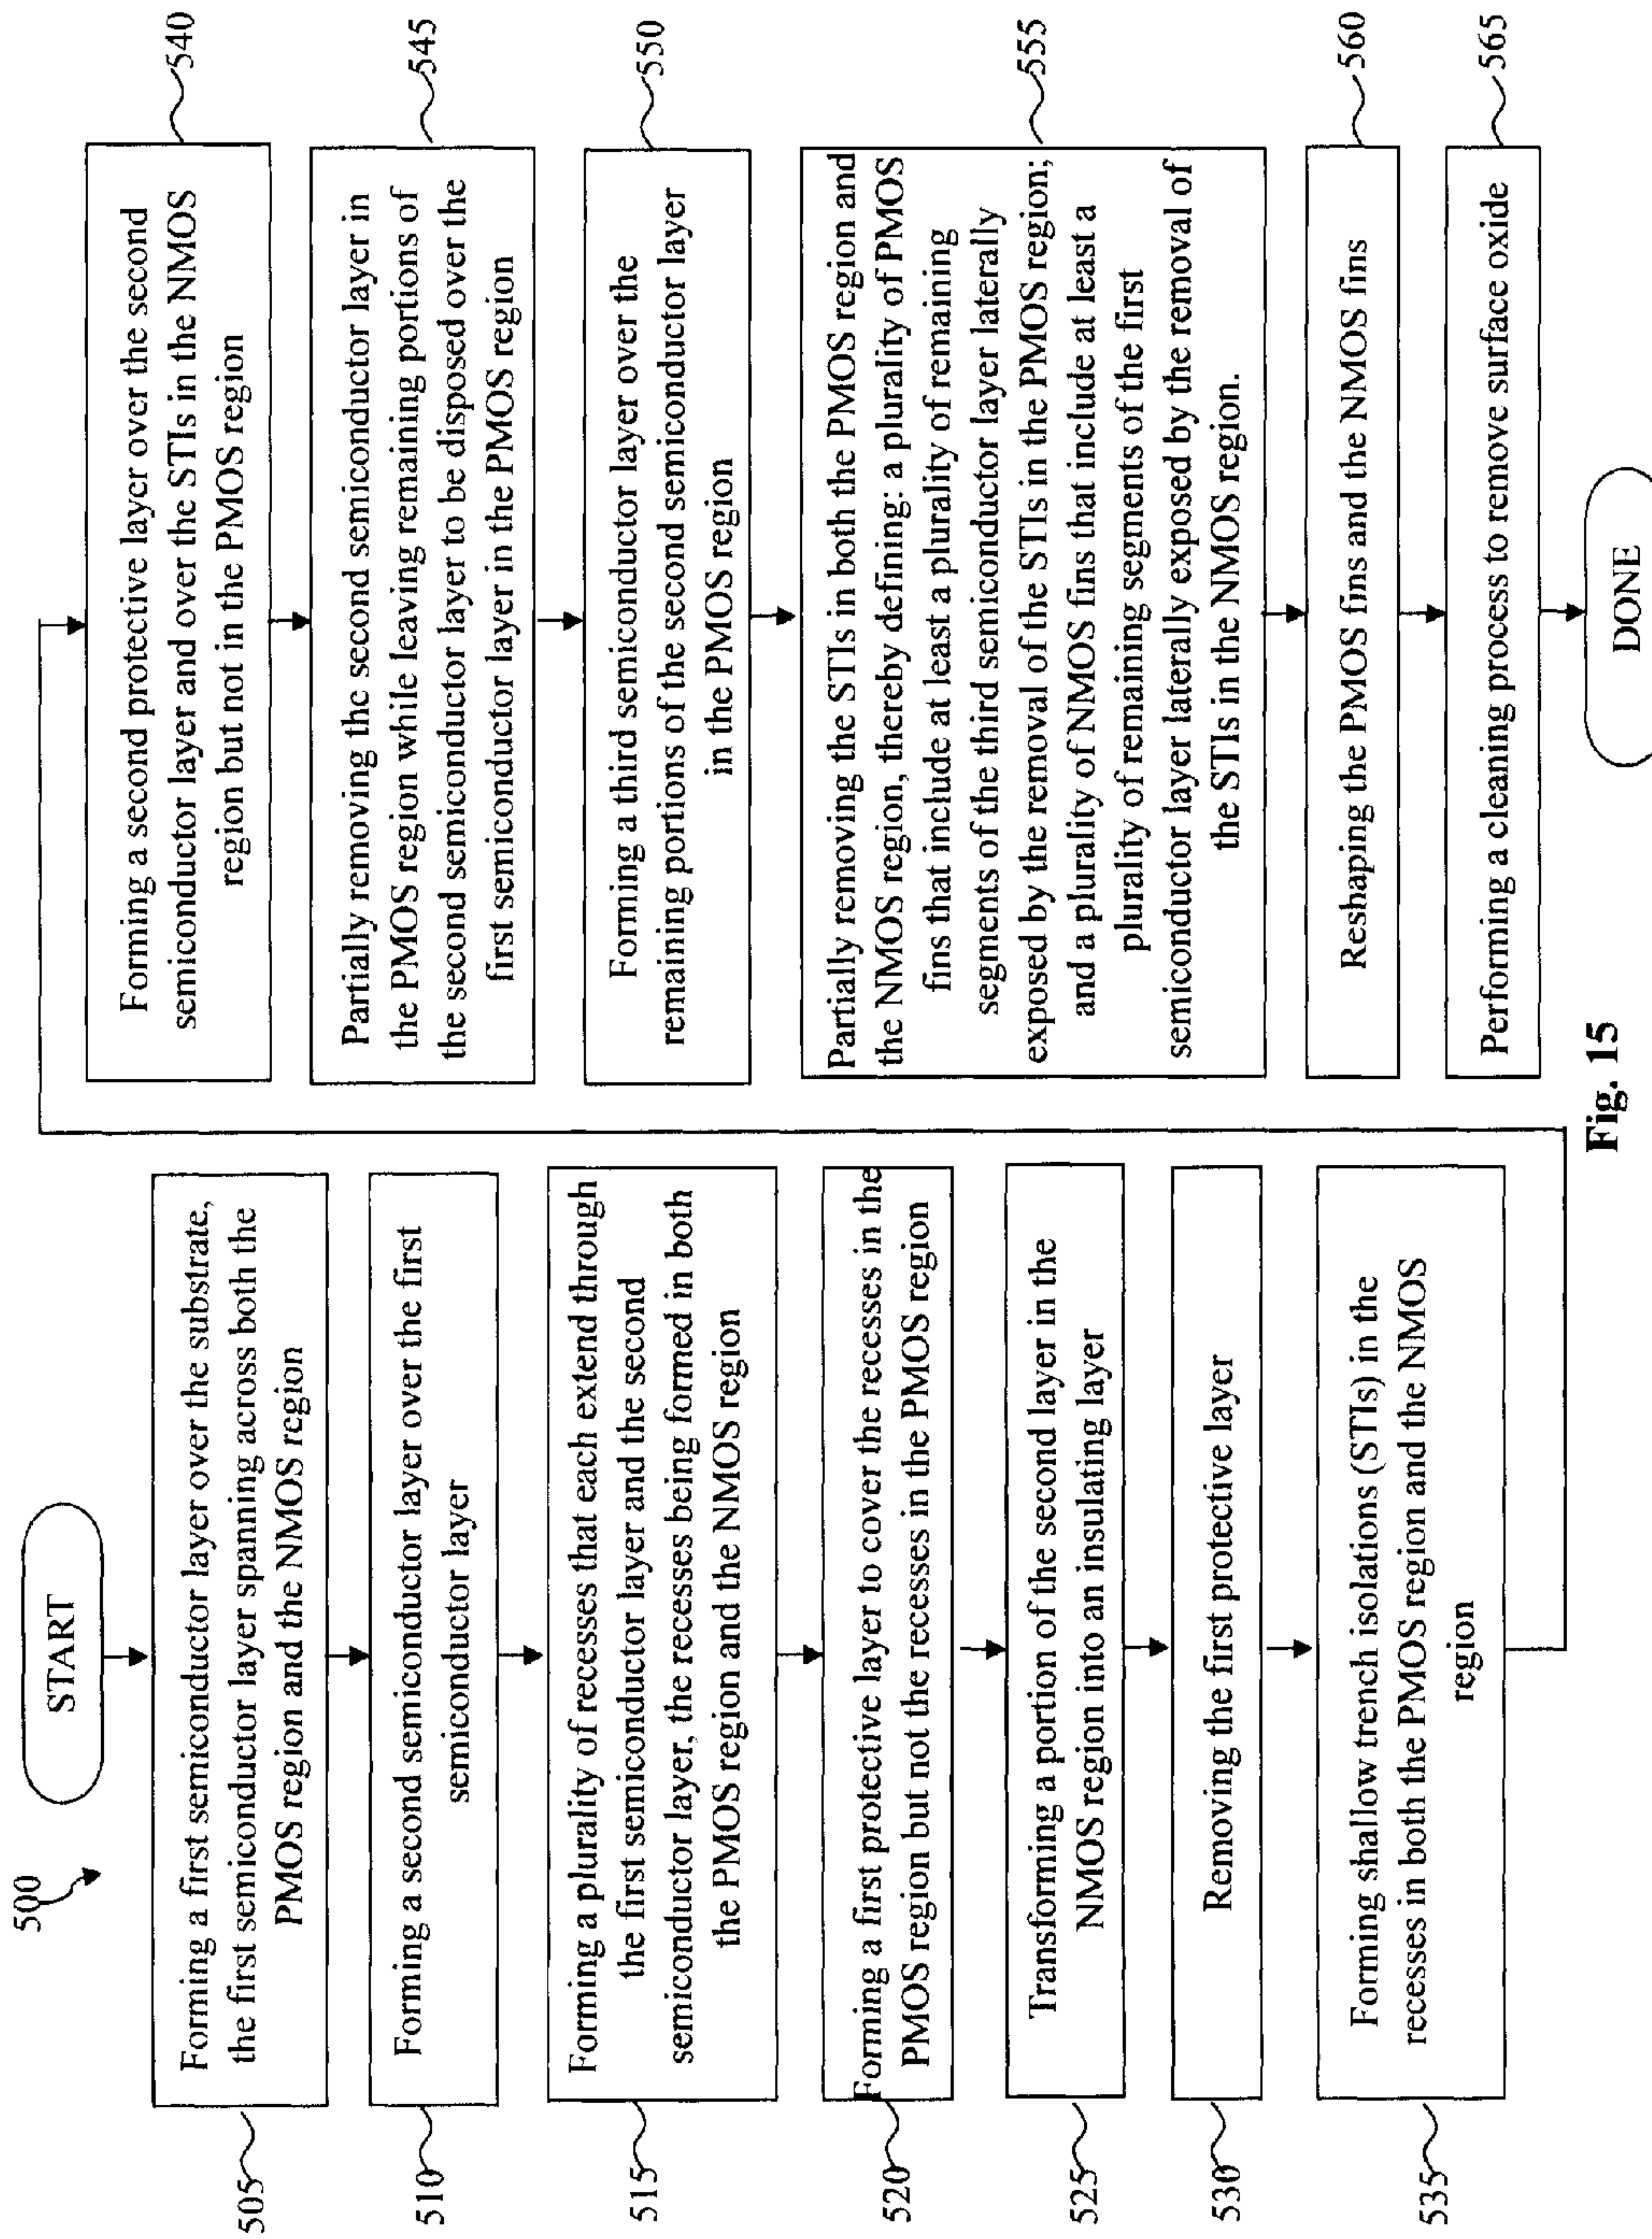 500
START
505
Forming a first semiconductor layer over the substrate,
the first semiconductor layer spanning across both the
PMOS region and the NMOS region
510
Forming a second semiconductor layer over the first
semiconductor layer
515
Forming a plurality of recesses that each extend through
the first semiconductor layer and the second
semiconductor layer, the recesses being formed in both
the PMOS region and the NMOS region
520
Forming a first protective layer to cover the recesses in the
PMOS region but not the recesses in the PMOS region
525
Transforming a portion of the second layer in the
NMOS region into an insulating layer
530
Removing the first protective layer
535
Forming shallow trench isolations (STIs) in the
recesses in both the PMOS region and the NMOS
region
540
Forming a second protective layer over the second
semiconductor layer and over the STIs in the NMOS
region but not in the PMOS region
545
Partially removing the second semiconductor layer in
the PMOS region while leaving remaining portions of
the second semiconductor layer to be disposed over the
first semiconductor layer in the PMOS region
550
Forming a third semiconductor layer over the
remaining portions of the second semiconductor layer
in the PMOS region
555
Partially removing the STIs in both the PMOS region and
the NMOS region, thereby defining: a plurality of PMOS
fins that include at least a plurality of remaining
segments of the third semiconductor layer laterally
exposed by the removal of the STIs in the PMOS region;
and a plurality of NMOS fins that include at least a
plurality of remaining segments of the first
semiconductor layer laterally exposed by the removal of
the STIs in the NMOS region.
560
Reshaping the PMOS fins and the NMOS fins
565
Performing a cleaning process to remove surface oxide
DONE
Fig. 15